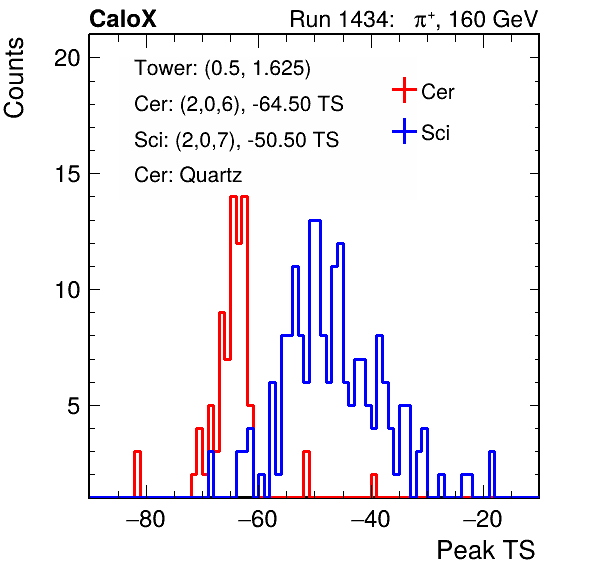 CaloX Run 1434: π⁺, 160 GeV
Counts
Tower: (0.5, 1.625)
Cer: (2,0,6), -64.50 TS
Sci: (2,0,7), -50.50 TS
Cer: Quartz
Cer
Sci
20
15
10
5
−80 −60 −40 −20
Peak TS